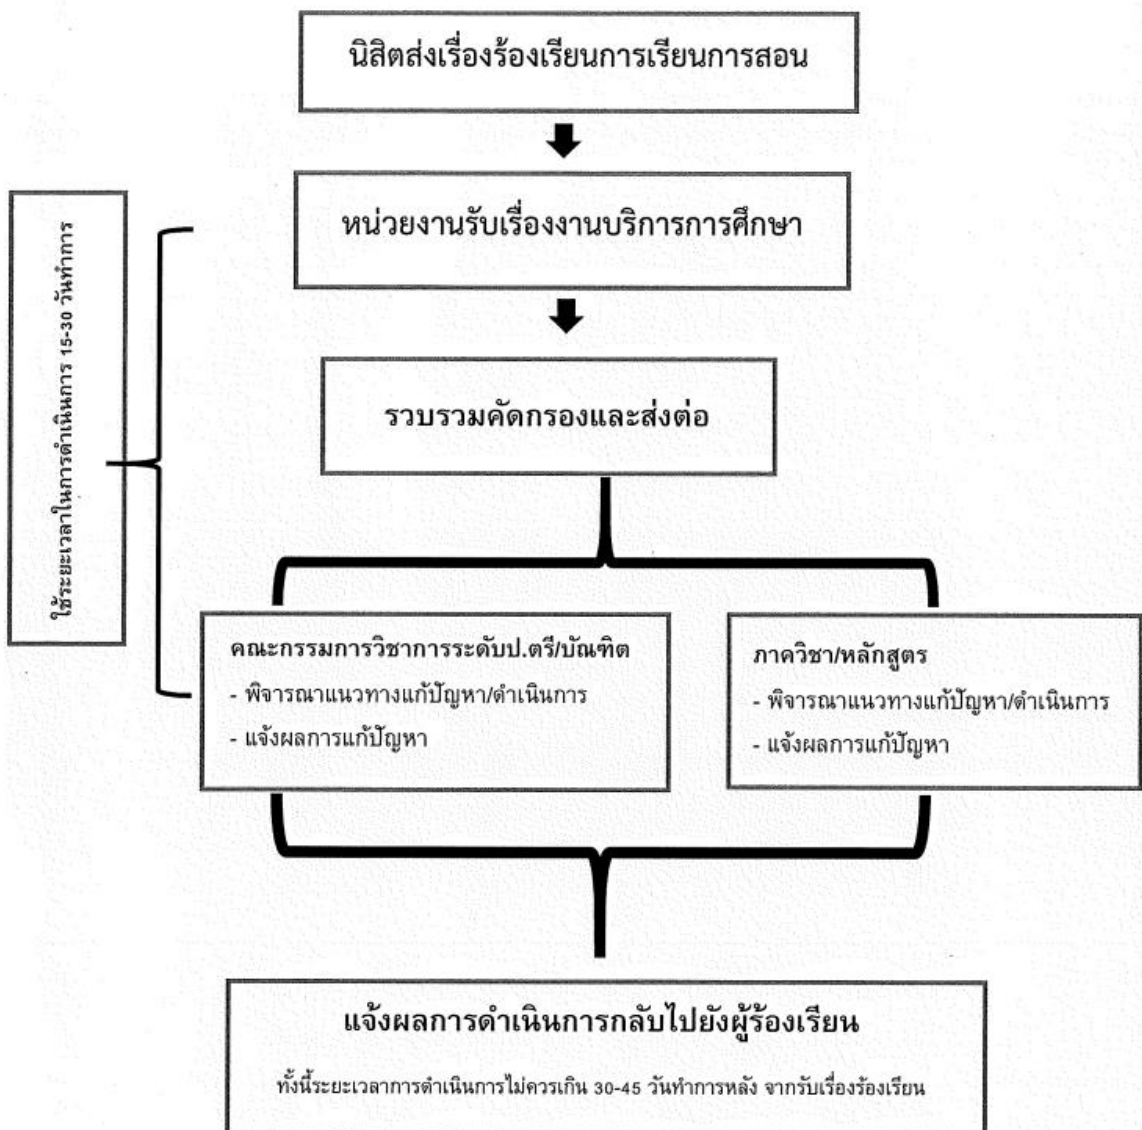 นิสิตส่งเรื่องร้องเรียนการเรียนการสอน
หน่วยงานรับเรื่องงานบริการการศึกษา
ใช้ระยะเวลาในการดำเนินการ 15-30 วันทำการ
รวบรวมคัดกรองและส่งต่อ
คณะกรรมการวิชาการระดับป.ตรี/บัณฑิต
- พิจารณาแนวทางแก้ปัญหา/ดำเนินการ
- แจ้งผลการแก้ปัญหา
ภาควิชา/หลักสูตร
- พิจารณาแนวทางแก้ปัญหา/ดำเนินการ
- แจ้งผลการแก้ปัญหา
แจ้งผลการดำเนินการกลับไปยังผู้ร้องเรียน
ทั้งนี้ระยะเวลาการดำเนินการไม่ควรเกิน 30-45 วันทำการหลัง จากรับเรื่องร้องเรียน